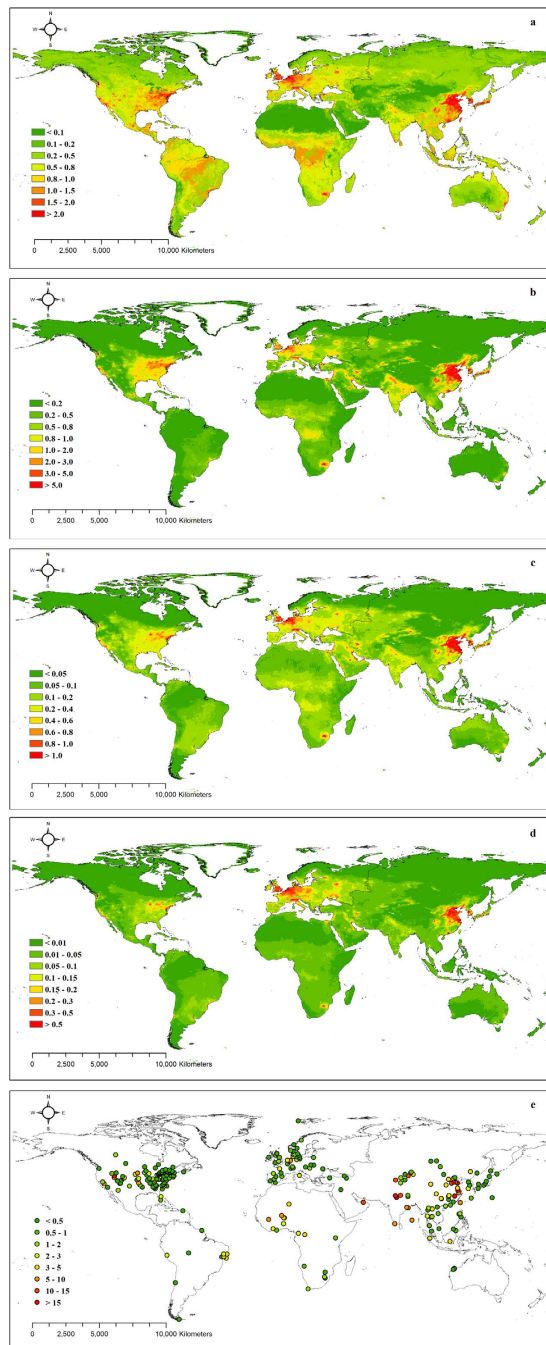 a
N
W E
S
< 0.1
0.1 - 0.2
0.2 - 0.5
0.5 - 0.8
0.8 - 1.0
1.0 - 1.5
1.5 - 2.0
> 2.0
0 2,500 5,000 10,000 Kilometers
b
N
W E
S
< 0.2
0.2 - 0.5
0.5 - 0.8
0.8 - 1.0
1.0 - 2.0
2.0 - 3.0
3.0 - 5.0
> 5.0
0 2,500 5,000 10,000 Kilometers
c
N
W E
S
< 0.05
0.05 - 0.1
0.1 - 0.2
0.2 - 0.4
0.4 - 0.6
0.6 - 0.8
0.8 - 1.0
> 1.0
0 2,500 5,000 10,000 Kilometers
d
N
W E
S
< 0.01
0.01 - 0.05
0.05 - 0.1
0.1 - 0.15
0.15 - 0.2
0.2 - 0.3
0.3 - 0.5
> 0.5
0 2,500 5,000 10,000 Kilometers
e
N
W E
S
< 0.5
0.5 - 1
1 - 2
2 - 3
3 - 5
5 - 10
10 - 15
> 15
0 2,500 5,000 10,000 Kilometers